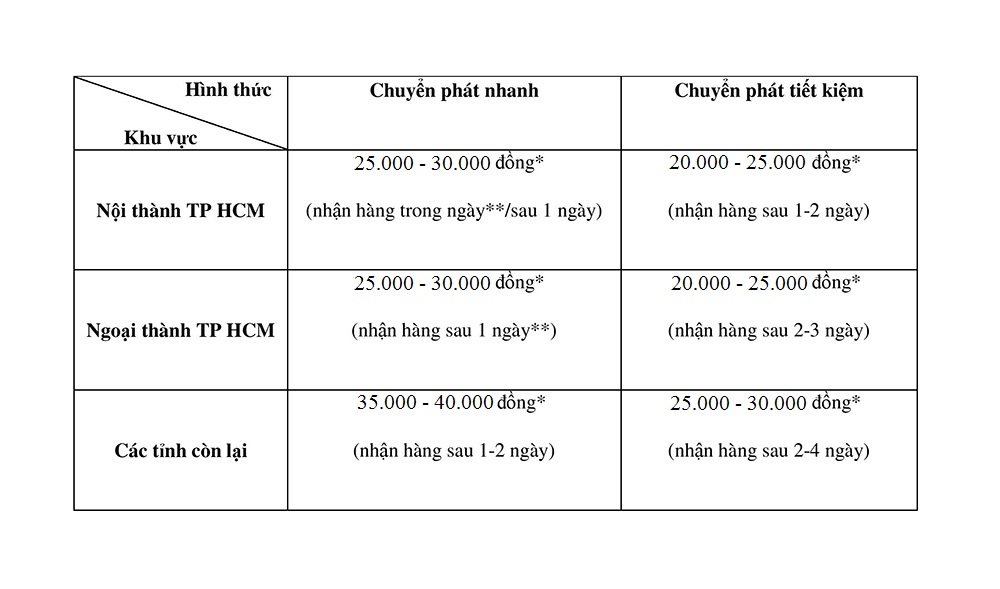 Hình thức
Khu vực
Chuyển phát nhanh
Chuyển phát tiết kiệm
Nội thành TP HCM
25.000 - 30.000 đồng*
(nhận hàng trong ngày**/sau 1 ngày)
20.000 - 25.000 đồng*
(nhận hàng sau 1-2 ngày)
Ngoại thành TP HCM
25.000 - 30.000 đồng*
(nhận hàng sau 1 ngày**)
20.000 - 25.000 đồng*
(nhận hàng sau 2-3 ngày)
Các tỉnh còn lại
35.000 - 40.000 đồng*
(nhận hàng sau 1-2 ngày)
25.000 - 30.000 đồng*
(nhận hàng sau 2-4 ngày)